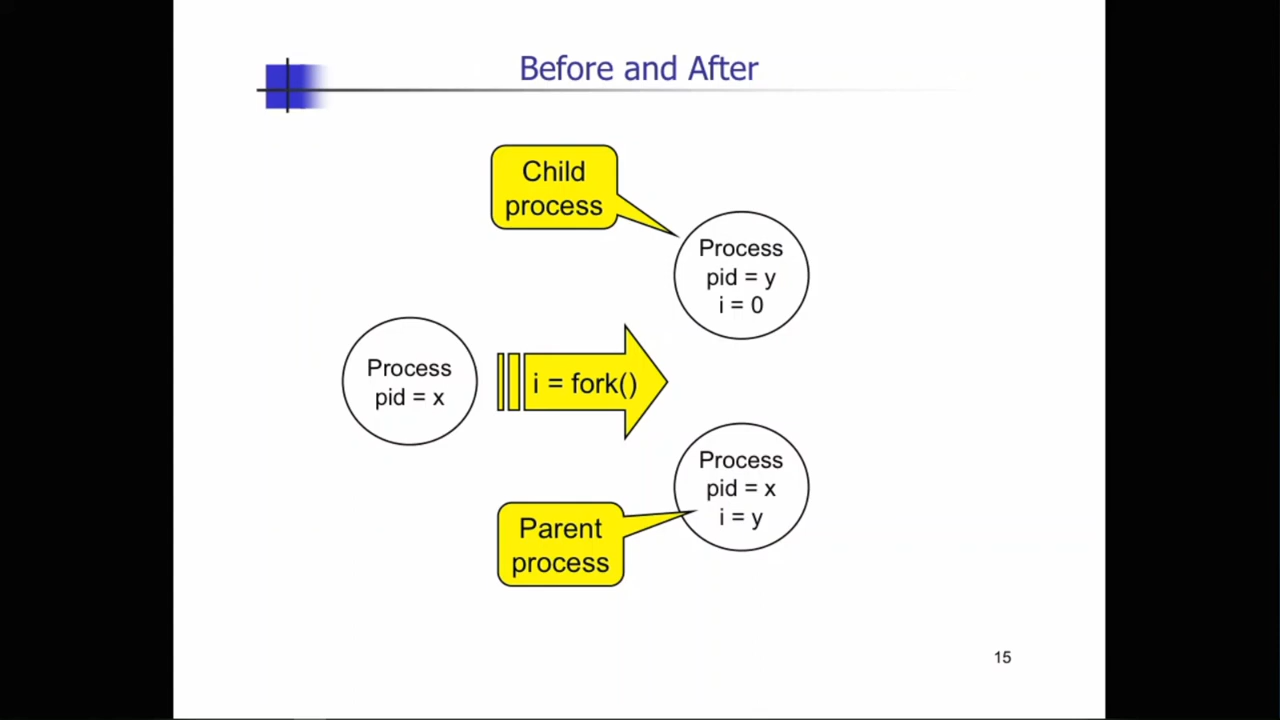 Before and After
Child
process
Process
pid = y
i = 0
Process
pid = x
i = fork()
Process
pid = x
i = y
Parent
process
15